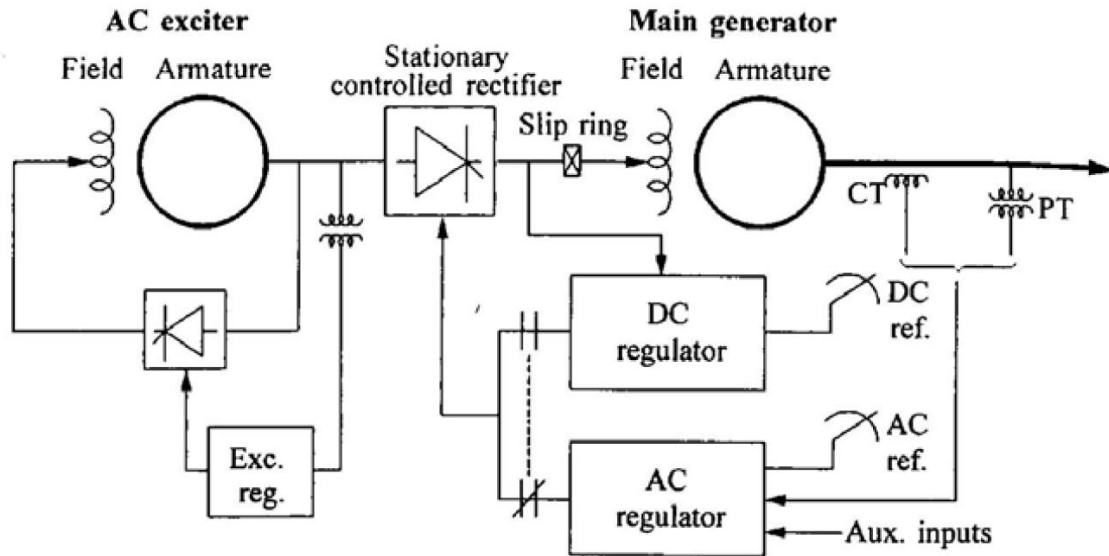 AC exciter
Main generator
Field Armature
Stationary
controlled rectifier
Field Armature
Slip ring
CT
PT
DC
regulator
DC
ref.
Exc.
reg.
AC
regulator
AC
ref.
Aux. inputs